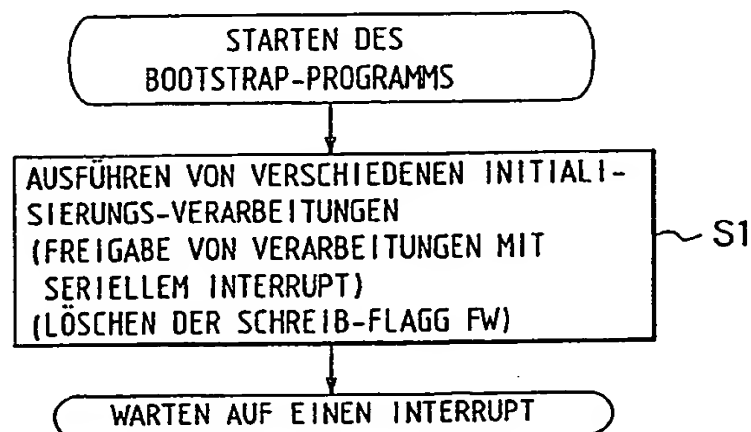 STARTEN DES
BOOTSTRAP-PROGRAMMS
AUSFÜHREN VON VERSCHIEDENEN INITIALI-
SIERUNGS-VERARBEITUNGEN
(FREIGABE VON VERARBEITUNGEN MIT
SERIELLEM INTERRUPT)
(LÖSCHEN DER SCHREIB-FLAGG FW)
S1
WARTEN AUF EINEN INTERRUPT